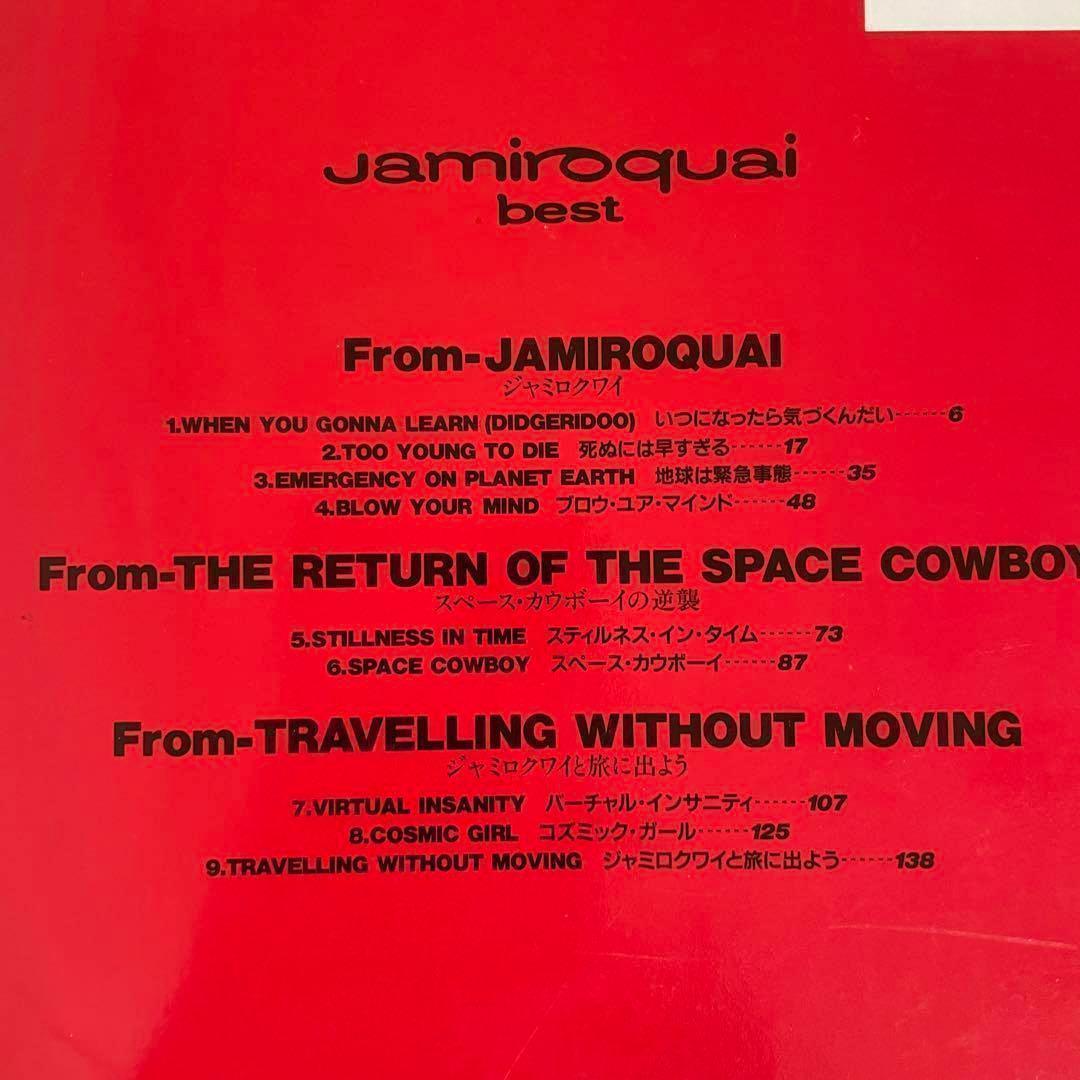 Jamiroquai
best
From-JAMIROQUAI
ジャミロクワイ
1.WHEN YOU GONNA LEARN (DIDGERIDOO) いつになったら気づくんだい------6
2.TOO YOUNG TO DIE 死ぬには早すぎる------17
3.EMERGENCY ON PLANET EARTH 地球は緊急事態------35
4.BLOW YOUR MIND ブロウ・ユア・マインド------48
From-THE RETURN OF THE SPACE COWBOY
スペース・カウボーイの逆襲
5.STILLNESS IN TIME スティルネス・イン・タイム------73
6.SPACE COWBOY スペース・カウボーイ------87
From-TRAVELLING WITHOUT MOVING
ジャミロクワイと旅に出よう
7.VIRTUAL INSANITY バーチャル・インサニティ------107
8.COSMIC GIRL コズミック・ガール------125
9.TRAVELLING WITHOUT MOVING ジャミロクワイと旅に出よう------138